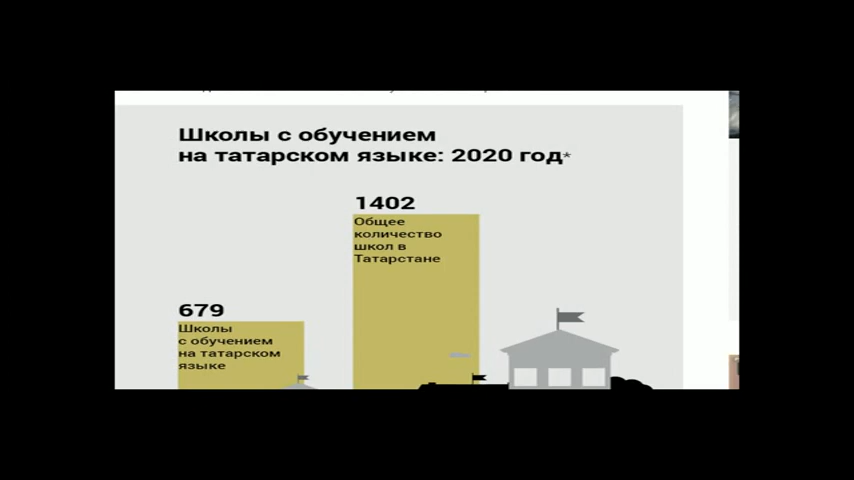 Школы с обучением
на татарском языке: 2020 год*
1402
Общее
количество
школ в
Татарстане
679
Школы
с обучением
на татарском
языке